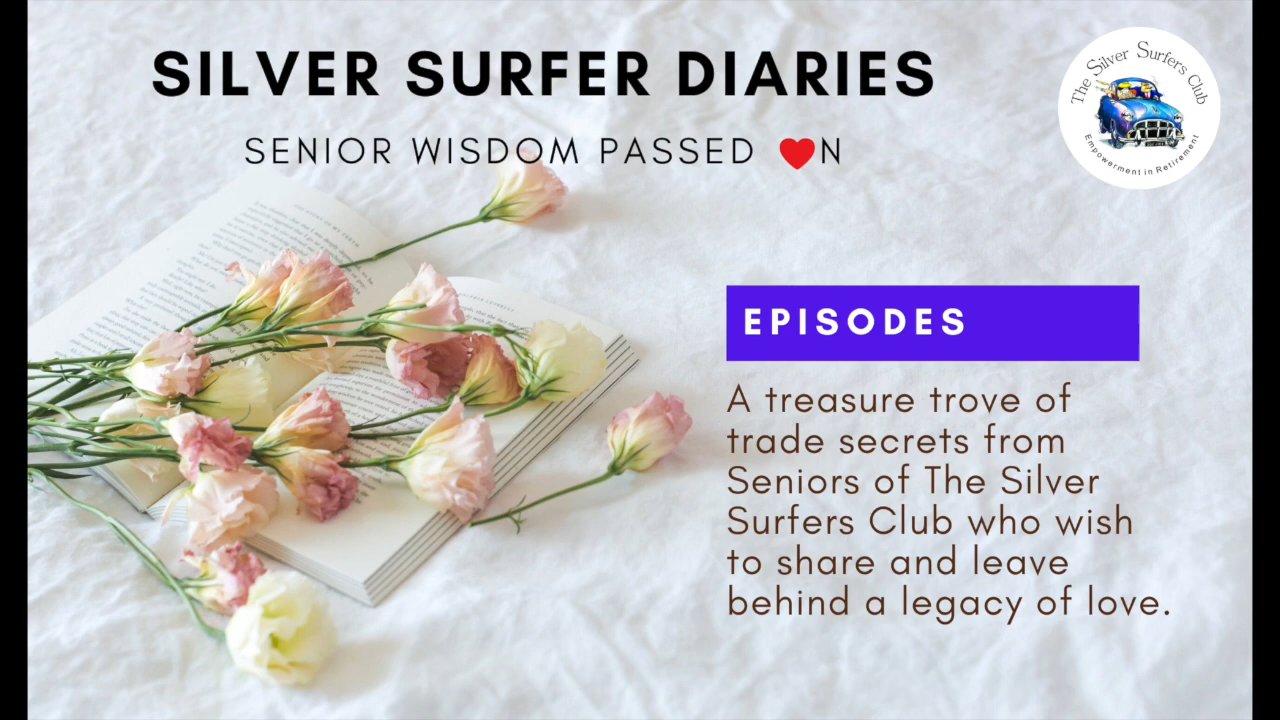 SILVER SURFER DIARIES
SENIOR WISDOM PASSED ❤N
The Silver Surfers Club
Empowerment in Retirement
EPISODES
A treasure trove of
trade secrets from
Seniors of The Silver
Surfers Club who wish
to share and leave
behind a legacy of love.